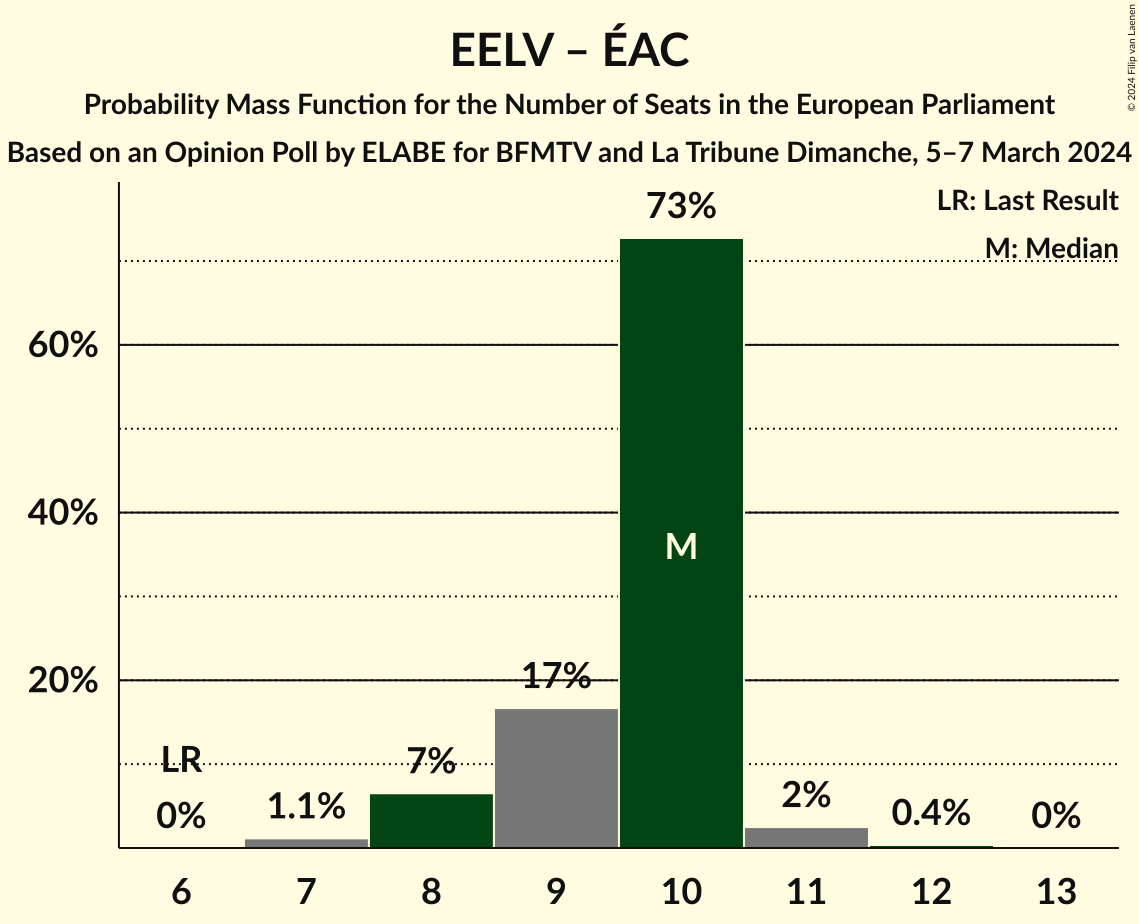 EELV – ÉAC
Probability Mass Function for the Number of Seats in the European Parliament
Based on an Opinion Poll by ELABE for BFMTV and La Tribune Dimanche, 5–7 March 2024
© 2024 Filip van Laenen
LR: Last Result
M: Median
73%
60%
40%
M
20%
17%
LR
7%
0%
1.1%
2%
0.4%
0%
6 7 8 9 10 11 12 13